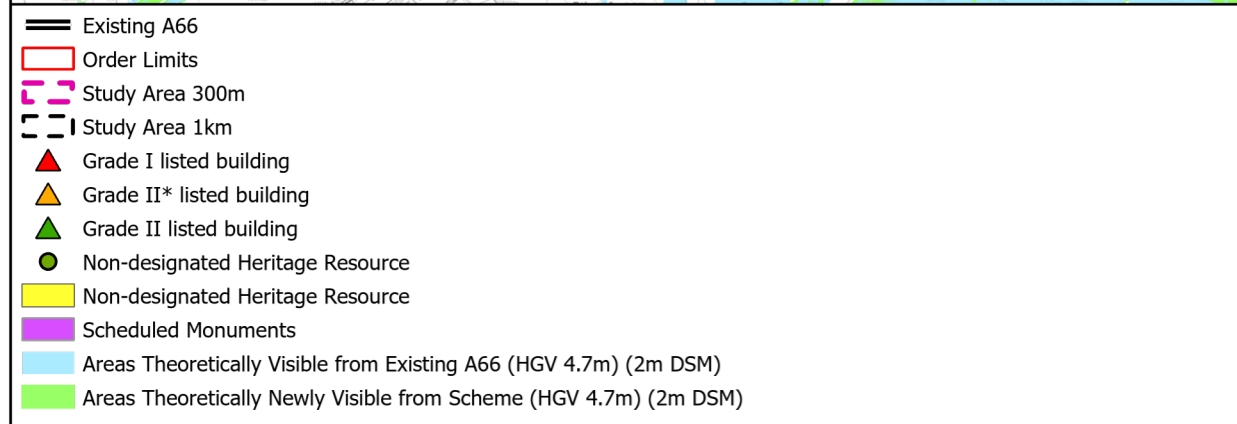 Existing A66
Order Limits
Study Area 300m
Study Area 1km
Grade I listed building
Grade II* listed building
Grade II listed building
Non-designated Heritage Resource
Non-designated Heritage Resource
Scheduled Monuments
Areas Theoretically Visible from Existing A66 (HGV 4.7m) (2m DSM)
Areas Theoretically Newly Visible from Scheme (HGV 4.7m) (2m DSM)